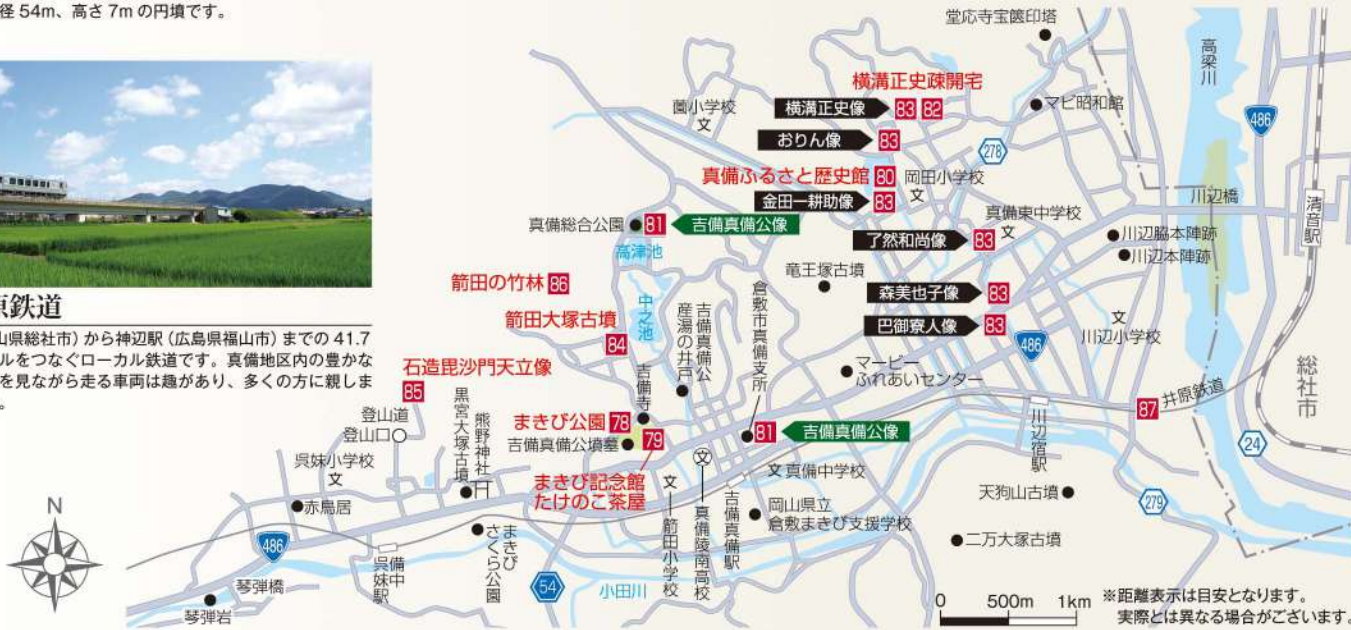 径 54m、高さ 7m の円墳です。
原鉄道
山県総社市)から神辺駅(広島県福山市)までの 41.7
ルをつなぐローカル鉄道です。真備地区内の豊かな
を見ながら走る車両は趣があり、多くの方に親しま
。
堂応寺宝篋印塔
高梁川
横溝正史疎開宅
薗小学校
文
横溝正史像
83 82
マビ昭和館
486
おりん像
83
278
真備ふるさと歴史館 80
岡田小学校
文
金田一耕助像
83
川辺橋
清音駅
真備総合公園
81
吉備真備公像
高津池
真備東中学校
文
了然和尚像
83
川辺脇本陣跡
川辺本陣跡
箭田の竹林 86
中之池
竜王塚古墳
森美也子像
83
箭田大塚古墳
84
吉備真備公
産湯の井戸
倉敷市真備支所
巴御寮人像
83
486
文
川辺小学校
石造毘沙門天立像
85
吉備寺
マービー
ふれあいセンター
総社市
登山道
登山口
黒宮大塚古墳
熊野神社
まきび公園 78
吉備真備公墳墓
79
81
吉備真備公像
川辺宿駅
87
井原鉄道
24
呉妹小学校
文
まきび記念館
たけのこ茶屋
文
文
文 真備中学校
赤鳥居
箭田小学校
真備陵南高校
吉備真備駅
岡山県立
倉敷まきび支援学校
天狗山古墳
279
N
486
備中
呉妹駅
まきび
さくら公園
二万大塚古墳
琴弾橋
54
小田川
琴弾岩
0 500m 1km
※距離表示は目安となります。
実際とは異なる場合がございます。